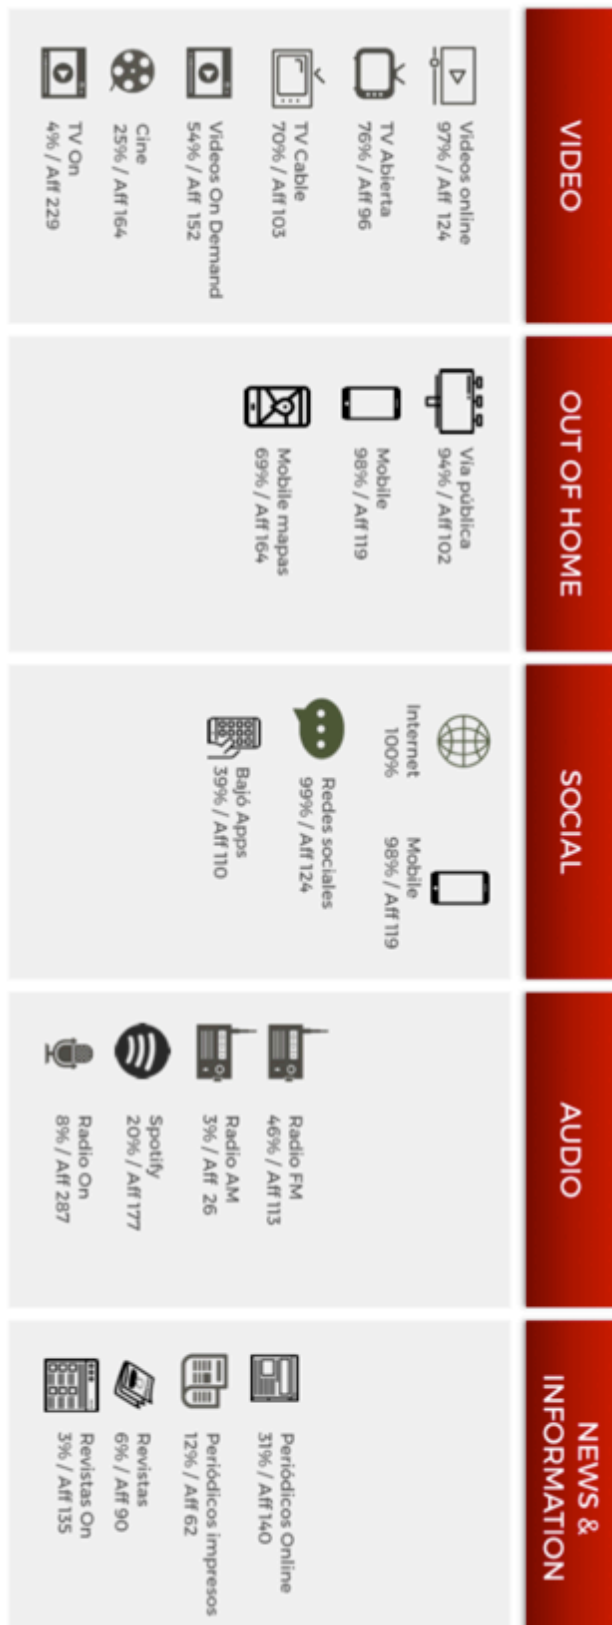 VIDEO
Videos online
97% / Aff 124
TV Abierta
76% / Aff 96
TV Cable
70% / Aff 103
Videos On Demand
54% / Aff 152
Cine
25% / Aff 164
TV On
4% / Aff 229
OUT OF HOME
Vía pública
94% / Aff 102
Mobile
98% / Aff 119
Mobile mapas
69% / Aff 164
SOCIAL
Internet
100%
Mobile
98% / Aff 119
Redes sociales
99% / Aff 124
Bajó Apps
39% / Aff 110
AUDIO
Radio FM
46% / Aff 113
Radio AM
3% / Aff 26
Spotify
20% / Aff 177
Radio On
8% / Aff 287
NEWS &
INFORMATION
Periódicos Online
31% / Aff 140
Periódicos impresos
12% / Aff 62
Revistas
6% / Aff 90
Revistas On
3% / Aff 135